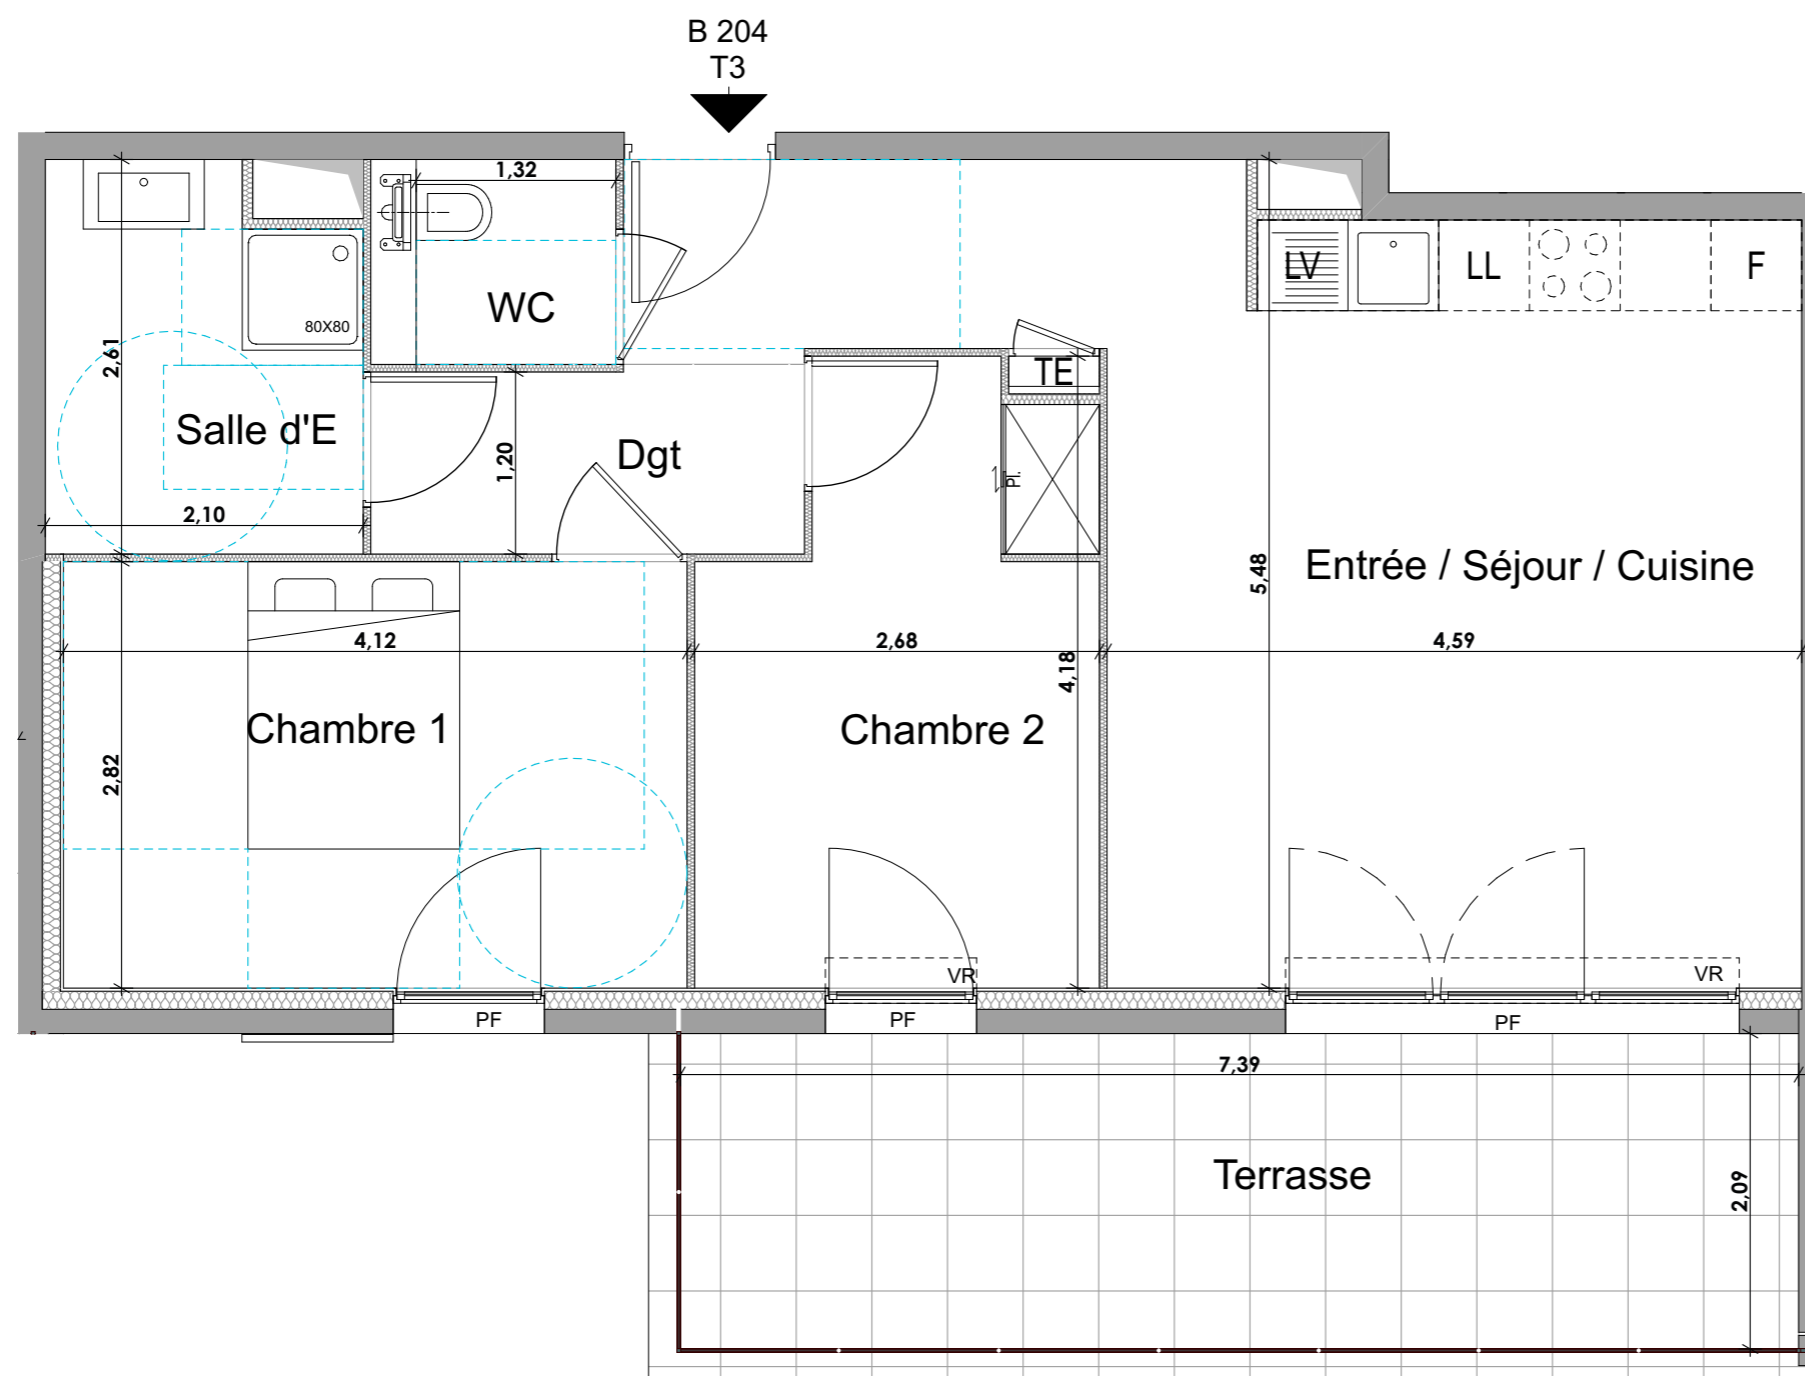 B 204
T3
1,32
LV
LL
F
WC
80X80
2,61
TE
Salle d'E
Dgt
1,20
Pl.
2,10
5,48
Entrée / Séjour / Cuisine
4,12
2,68
4,59
4,18
Chambre 1
Chambre 2
2,82
VR
VR
PF
PF
PF
7,39
Terrasse
2,09